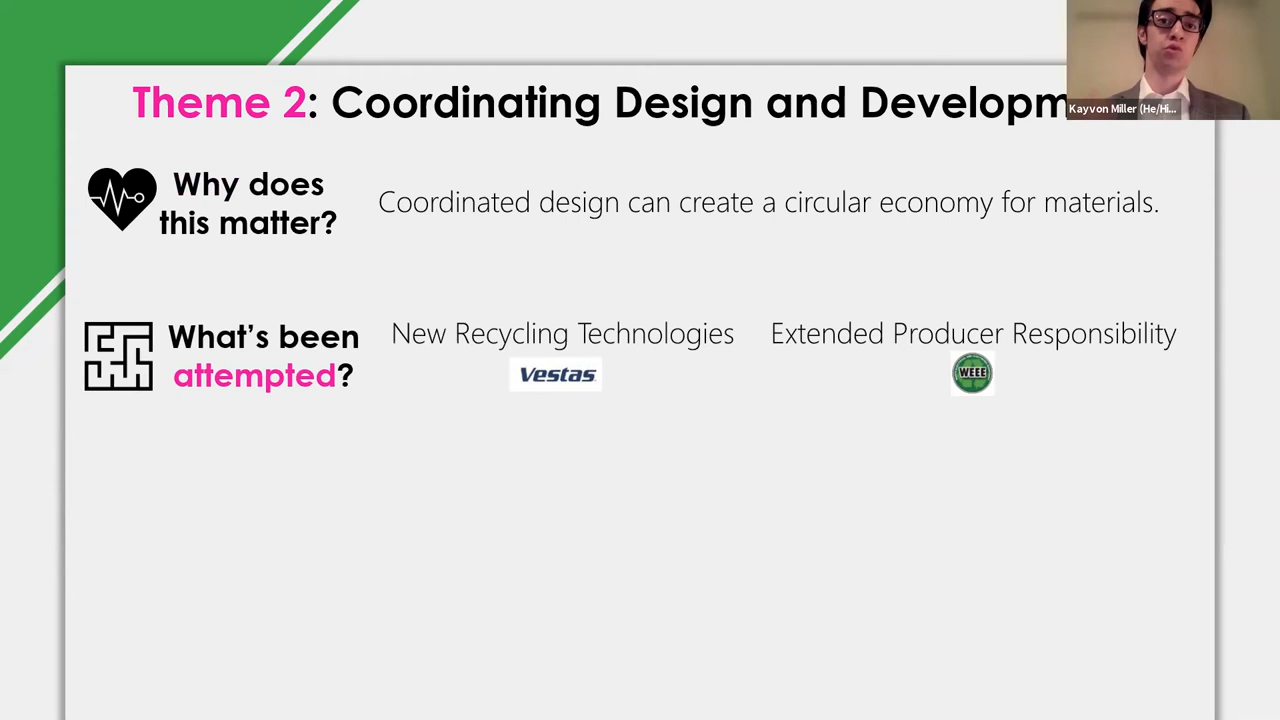 Theme 2: Coordinating Design and Developm
Kayvon Miller (He/Hi...
Why does
this matter?
Coordinated design can create a circular economy for materials.
What's been
attempted?
New Recycling Technologies
Extended Producer Responsibility
Vestas
WEEE